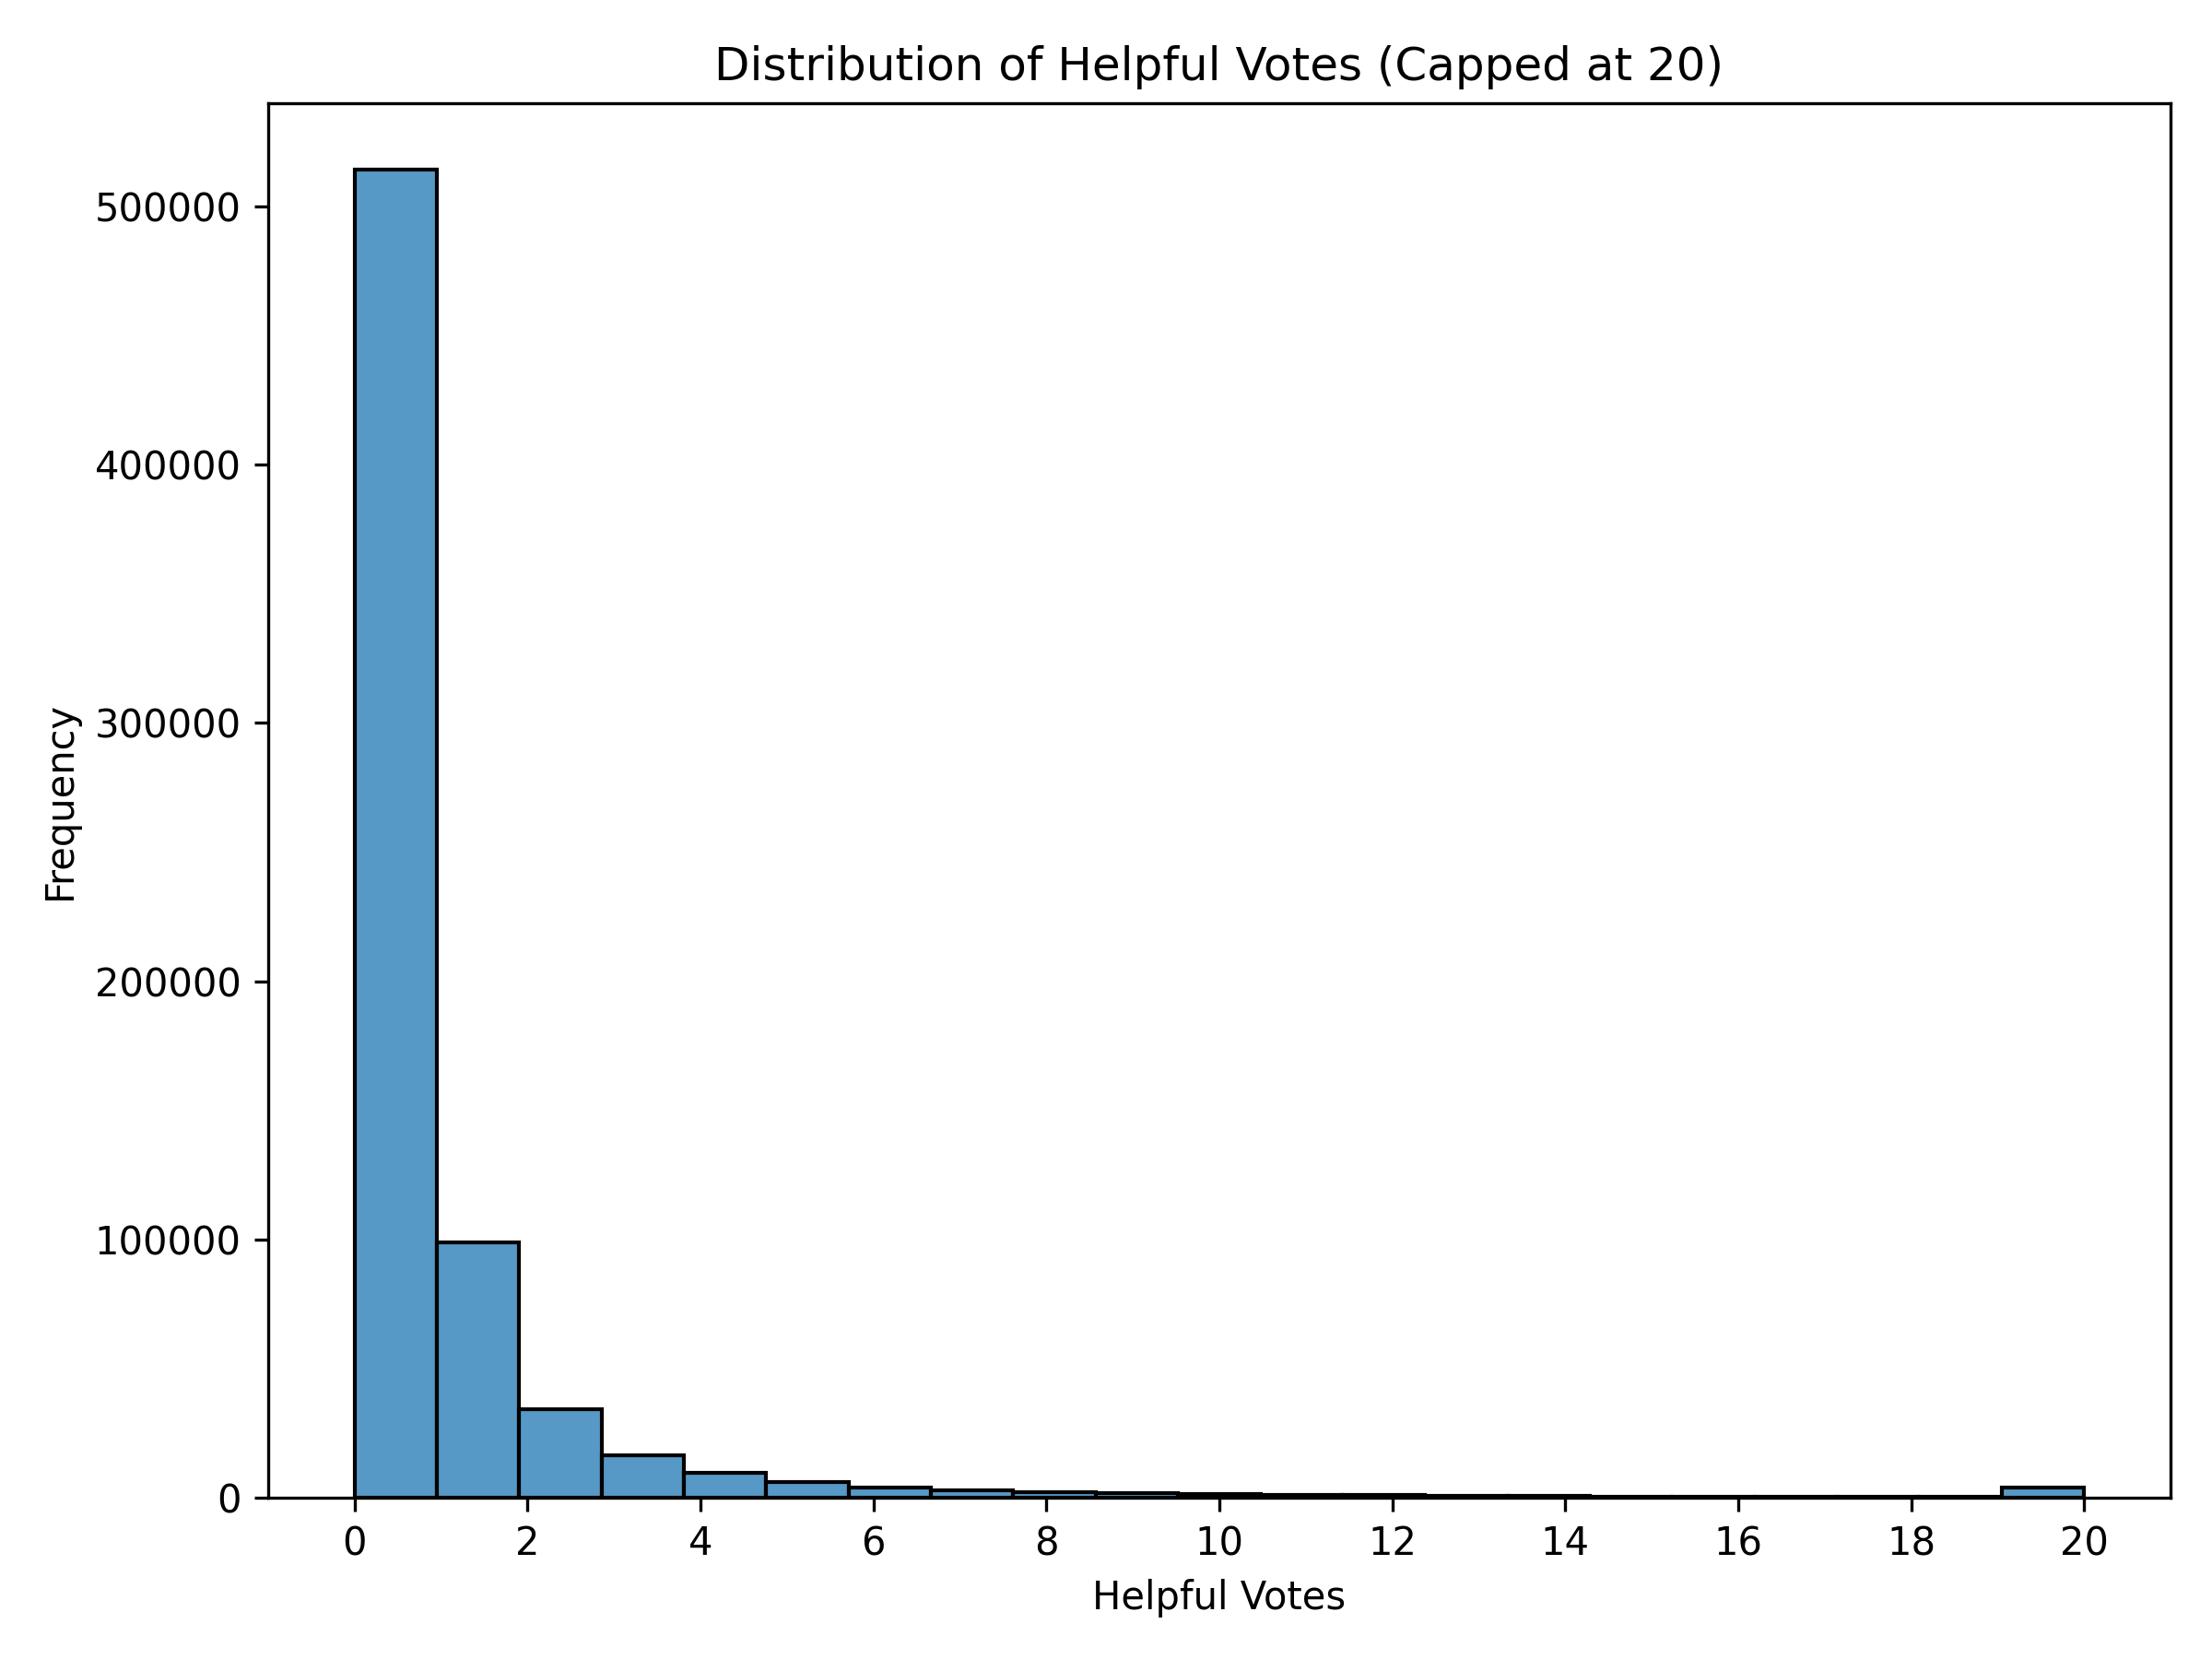 Distribution of Helpful Votes (Capped at 20)
Frequency
500000
400000
300000
200000
100000
0
0 2 4 6 8 10 12 14 16 18 20
Helpful Votes